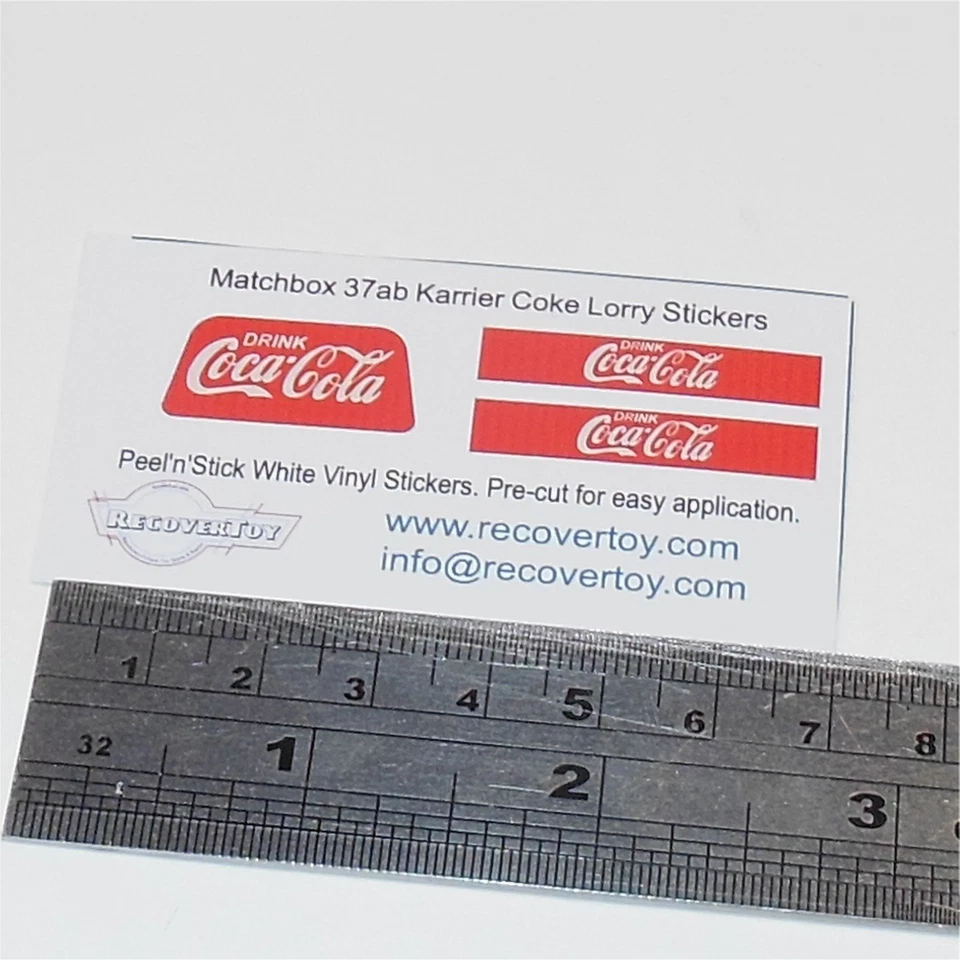 Matchbox 37ab Karrier Coke Lorry Stickers
DRINK
Coca-Cola
DRINK
Coca-Cola
DRINK
Coca-Cola
Peel'n'Stick White Vinyl Stickers. Pre-cut for easy application.
RECOVERTOY
www.recovertoy.com
info@recovertoy.com
1 2 3 4 5 6 7 8
32 1 2 3